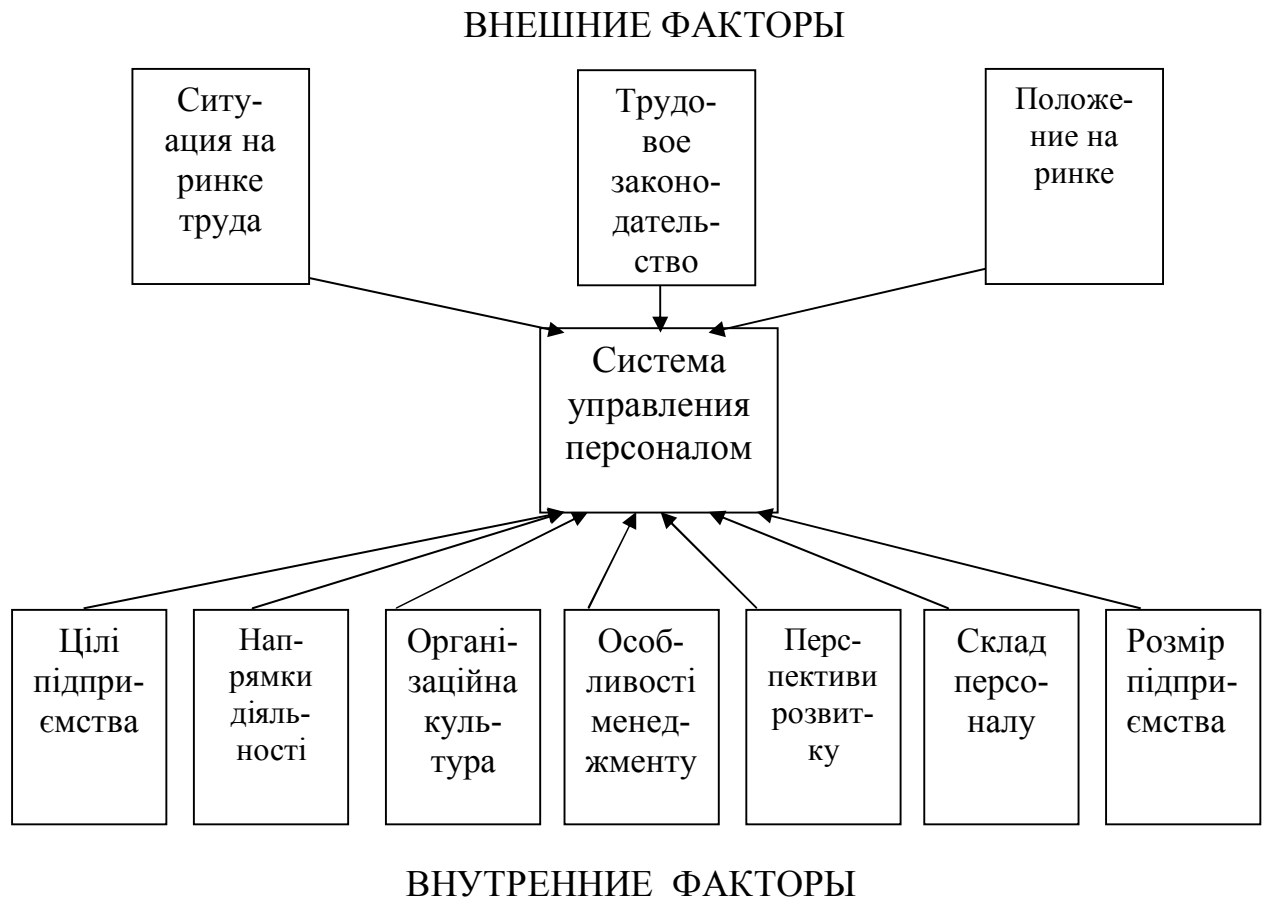 ВНЕШНИЕ ФАКТОРЫ
Ситу-
ация на
ринке
труда
Трудо-
вое
законо-
датель-
ство
Положе-
ние на
ринке
Система
управления
персоналом
Цілі
підпри-
ємства
Нап-
рямки
діяль-
ності
Органі-
заційна
куль-
тура
Особ-
ливості
менед-
жменту
Перс-
пективи
розвит-
ку
Склад
персо-
налу
Розмір
підпри-
ємства
ВНУТРЕННИЕ ФАКТОРЫ